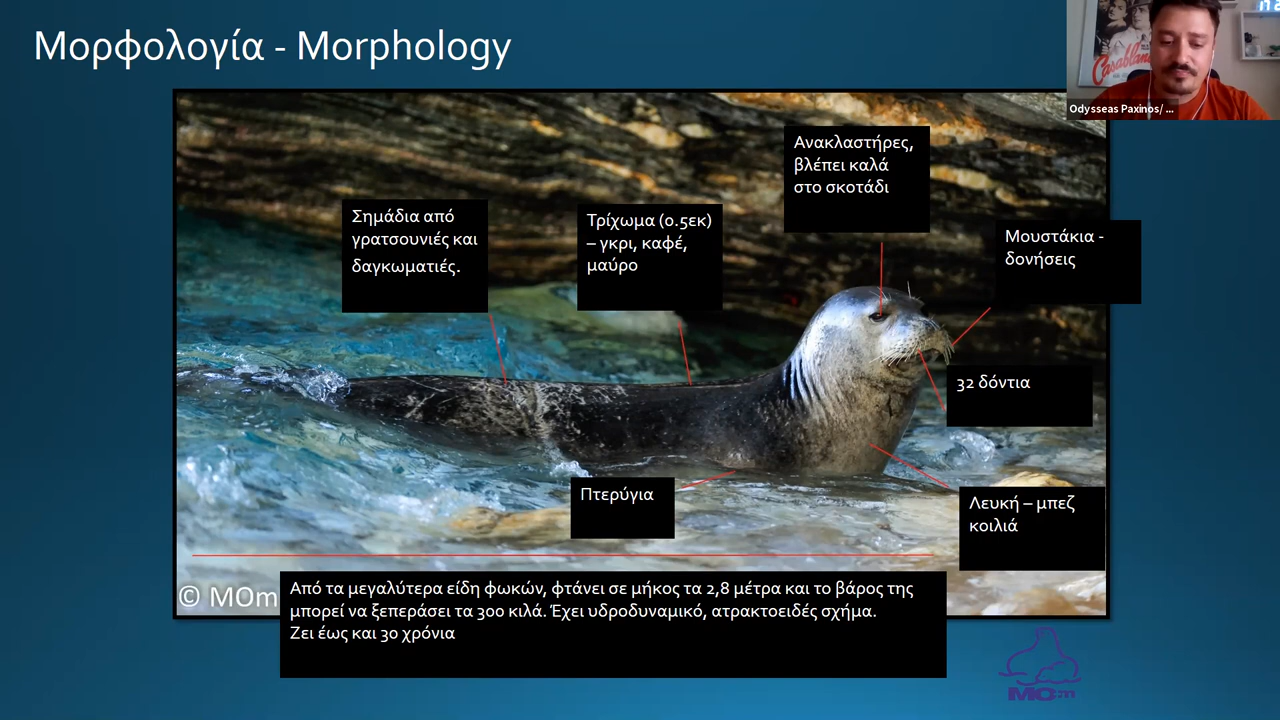 Μορφολογία - Morphology
Casablanc
Odysseas Paxinos/ ...
Ανακλαστήρες,
βλέπει καλά
στο σκοτάδι
Σημάδια από
γρατσουνιές και
δαγκωματιές.
Τρίχωμα (0.5εκ)
– γκρι, καφέ,
μαύρο
Μουστάκια -
δονήσεις
32 δόντια
Πτερύγια
Λευκή – μπεζ
κοιλιά
© MOm
Από τα μεγαλύτερα είδη φωκών, φτάνει σε μήκος τα 2,8 μέτρα και το βάρος της
μπορεί να ξεπεράσει τα 300 κιλά. Έχει υδροδυναμικό, ατρακτοειδές σχήμα.
Ζει έως και 30 χρόνια
MOm